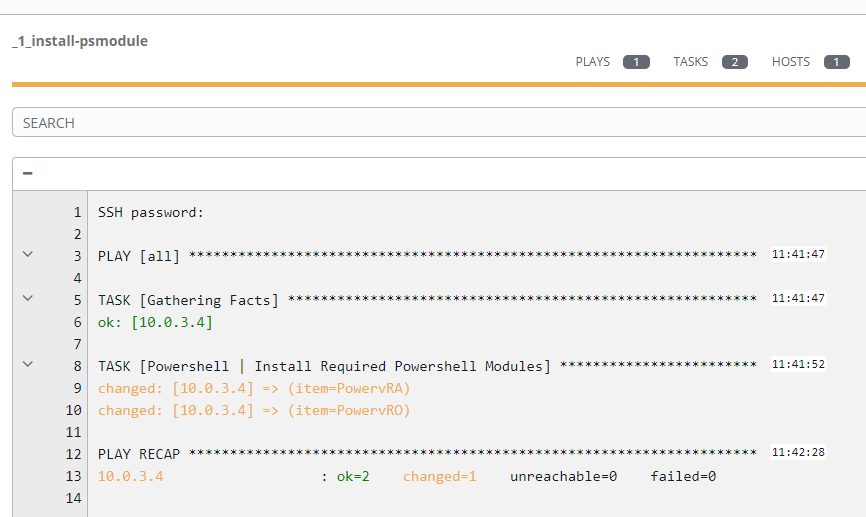 _1_install-psmodule
PLAYS 1 TASKS 2 HOSTS 1
SEARCH
1 SSH password:
2
3 PLAY [all] ********************************************************************* 11:41:47
4
5 TASK [Gathering Facts] ********************************************************* 11:41:47
6 ok: [10.0.3.4]
7
8 TASK [Powershell | Install Required Powershell Modules] ************************ 11:41:52
9 changed: [10.0.3.4] => (item=PowervRA)
10 changed: [10.0.3.4] => (item=PowervRO)
11
12 PLAY RECAP ********************************************************************* 11:42:28
13 10.0.3.4 : ok=2 changed=1 unreachable=0 failed=0
14